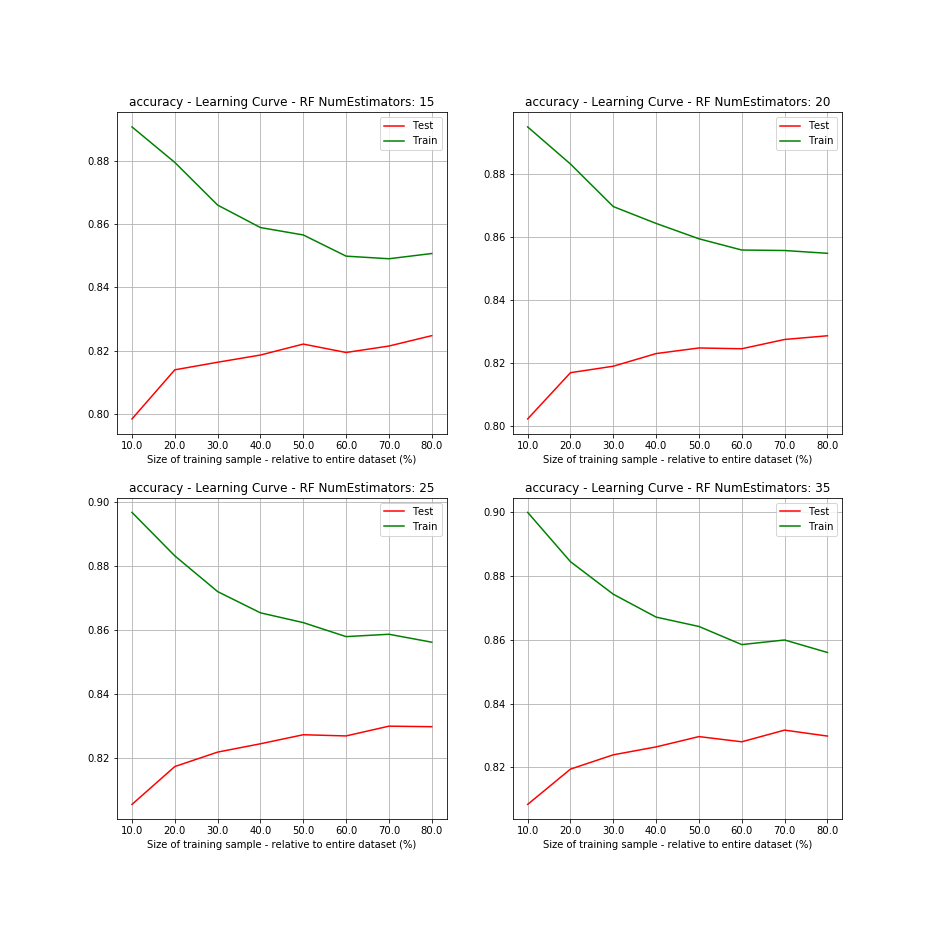 accuracy - Learning Curve - RF NumEstimators: 15
Test
Train
0.88
0.86
0.84
0.82
0.80
10.0 20.0 30.0 40.0 50.0 60.0 70.0 80.0
Size of training sample - relative to entire dataset (%)
accuracy - Learning Curve - RF NumEstimators: 20
Test
Train
0.88
0.86
0.84
0.82
0.80
10.0 20.0 30.0 40.0 50.0 60.0 70.0 80.0
Size of training sample - relative to entire dataset (%)
accuracy - Learning Curve - RF NumEstimators: 25
Test
Train
0.90
0.88
0.86
0.84
0.82
10.0 20.0 30.0 40.0 50.0 60.0 70.0 80.0
Size of training sample - relative to entire dataset (%)
accuracy - Learning Curve - RF NumEstimators: 35
Test
Train
0.90
0.88
0.86
0.84
0.82
10.0 20.0 30.0 40.0 50.0 60.0 70.0 80.0
Size of training sample - relative to entire dataset (%)